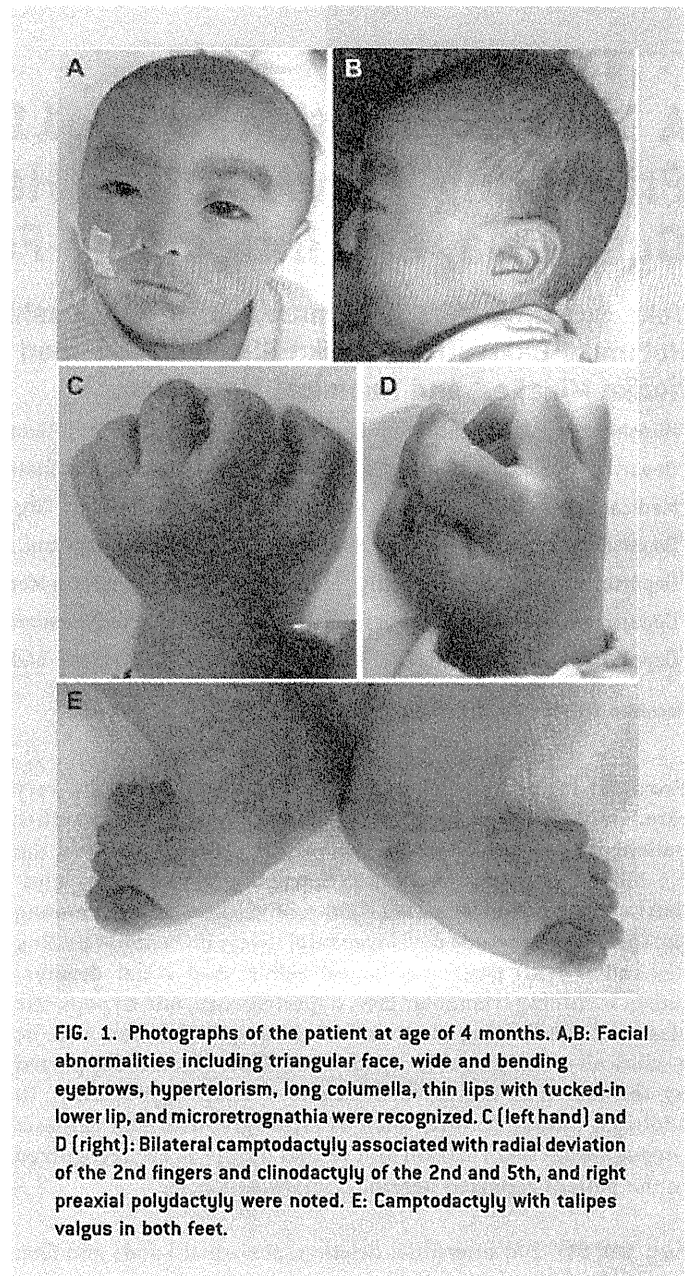 A
B
C
D
E
FIG. 1. Photographs of the patient at age of 4 months. A,B: Facial
abnormalities including triangular face, wide and bending
eyebrows, hypertelorism, long columella, thin lips with tucked-in
lower lip, and microretrognathia were recognized. C (left hand) and
D (right): Bilateral camptodactyly associated with radial deviation
of the 2nd fingers and clinodactyly of the 2nd and 5th, and right
preaxial polydactyly were noted. E: Camptodactyly with talipes
valgus in both feet.